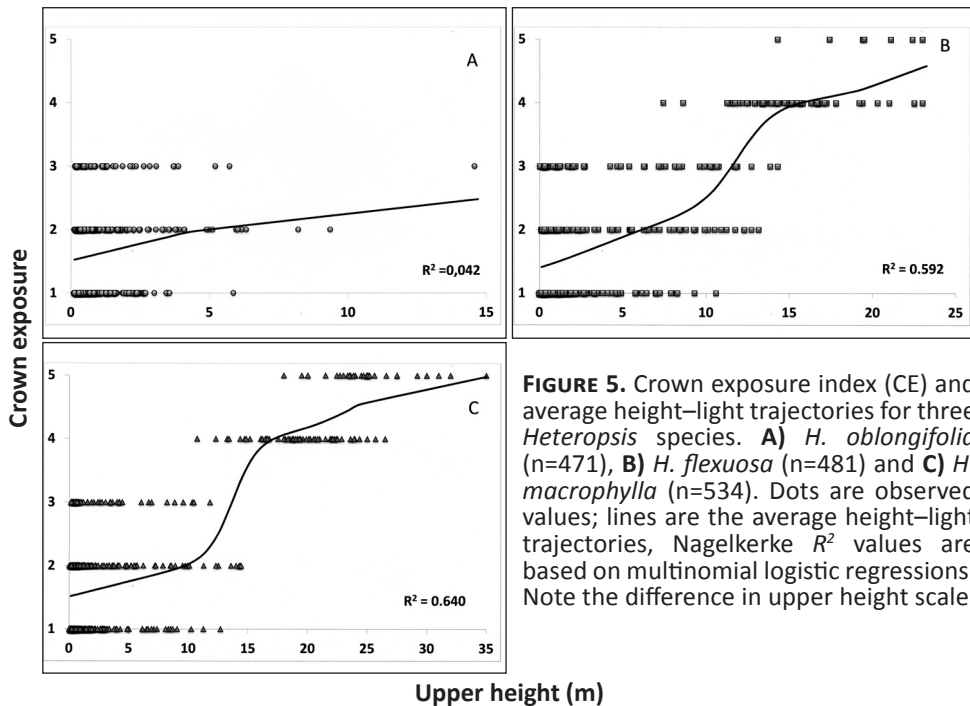 Crown exposure
5
4
3
2
1
0
5
10
15
A
R² =0,042
5
4
3
2
1
0
5
10
15
20
25
B
R² = 0.592
5
4
3
2
1
0
5
10
15
20
25
30
35
C
R² = 0.640
Upper height (m)
FIGURE 5. Crown exposure index (CE) and
average height–light trajectories for three
Heteropsis species. A) H. oblongifolia
(n=471), B) H. flexuosa (n=481) and C) H.
macrophylla (n=534). Dots are observed
values; lines are the average height–light
trajectories, Nagelkerke R² values are
based on multinomial logistic regressions.
Note the difference in upper height scale.